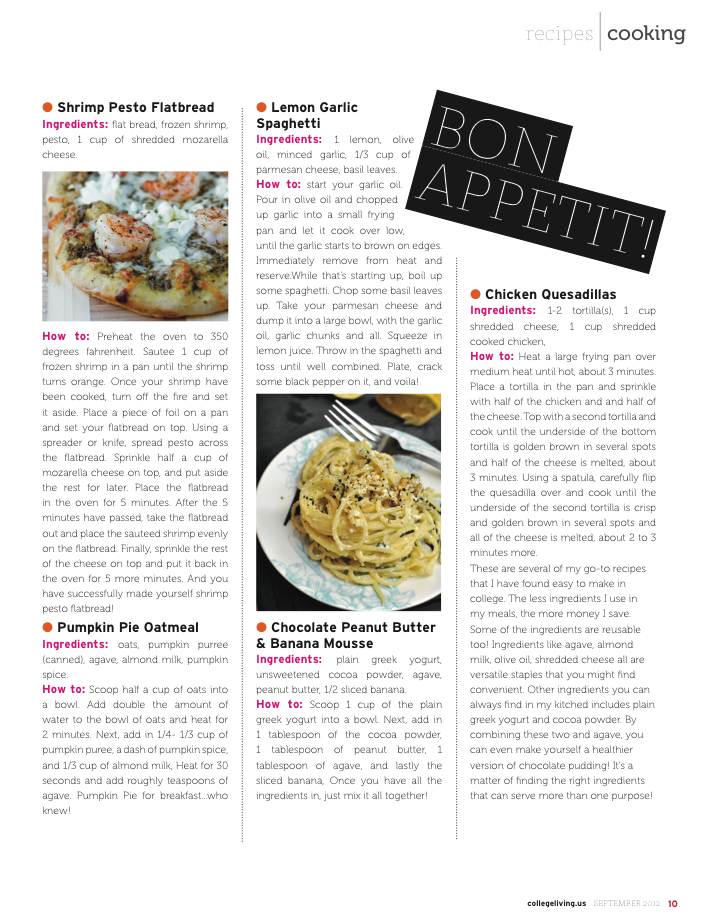 recipes cooking
Shrimp Pesto Flatbread
Ingredients: flat bread, frozen shrimp,
pesto, 1 cup of shredded mozarella
cheese.
How to: Preheat the oven to 350
degrees fahrenheit. Sautee 1 cup of
frozen shrimp in a pan until the shrimp
turns orange. Once your shrimp have
been cooked, turn off the fire and set
it aside. Place a piece of foil on a pan
and set your flatbread on top. Using a
spreader or knife, spread pesto across
the flatbread. Sprinkle half a cup of
mozarella cheese on top, and put aside
the rest for later. Place the flatbread
in the oven for 5 minutes. After the 5
minutes have passed, take the flatbread
out and place the sauteed shrimp evenly
on the flatbread. Finally, sprinkle the rest
of the cheese on top and put it back in
the oven for 5 more minutes. And you
have successfully made yourself shrimp
pesto flatbread!
Pumpkin Pie Oatmeal
Ingredients: oats, pumpkin purree
(canned), agave, almond milk, pumpkin
spice.
How to: Scoop half a cup of oats into
a bowl. Add double the amount of
water to the bowl of oats and heat for
2 minutes. Next, add in 1/4- 1/3 cup of
pumpkin puree, a dash of pumpkin spice,
and 1/3 cup of almond milk, Heat for 30
seconds and add roughly teaspoons of
agave. Pumpkin Pie for breakfast...who
knew!
Lemon Garlic
Spaghetti
Ingredients: 1 lemon, olive
oil, minced garlic, 1/3 cup of
parmesan cheese, basil leaves.
How to: start your garlic oil.
Pour in olive oil and chopped
up garlic into a small frying
pan and let it cook over low,
until the garlic starts to brown on edges.
Immediately remove from heat and
reserve.While that's starting up, boil up
some spaghetti. Chop some basil leaves
up. Take your parmesan cheese and
dump it into a large bowl, with the garlic
oil, garlic chunks and all. Squeeze in
lemon juice. Throw in the spaghetti and
toss until well combined. Plate, crack
some black pepper on it, and voila!
Chocolate Peanut Butter
& Banana Mousse
Ingredients: plain greek yogurt,
unsweetened cocoa powder, agave,
peanut butter, 1/2 sliced banana.
How to: Scoop 1 cup of the plain
greek yogurt into a bowl. Next, add in
1 tablespoon of the cocoa powder,
1 tablespoon of peanut butter, 1
tablespoon of agave, and lastly the
sliced banana, Once you have all the
ingredients in, just mix it all together!
BON
APPETIT!
Chicken Quesadillas
Ingredients: 1-2 tortilla(s), 1 cup
shredded cheese, 1 cup shredded
cooked chicken,
How to: Heat a large frying pan over
medium heat until hot, about 3 minutes.
Place a tortilla in the pan and sprinkle
with half of the chicken and and half of
the cheese. Top with a second tortilla and
cook until the underside of the bottom
tortilla is golden brown in several spots
and half of the cheese is melted, about
3 minutes. Using a spatula, carefully flip
the quesadilla over and cook until the
underside of the second tortilla is crisp
and golden brown in several spots and
all of the cheese is melted, about 2 to 3
minutes more.
These are several of my go-to recipes
that I have found easy to make in
college. The less ingredients I use in
my meals, the more money I save.
Some of the ingredients are reusable
too! Ingredients like agave, almond
milk, olive oil, shredded cheese all are
versatile staples that you might find
convenient. Other ingredients you can
always find in my kitched includes plain
greek yogurt and cocoa powder. By
combining these two and agave, you
can even make yourself a healthier
version of chocolate pudding! It's a
matter of finding the right ingredients
that can serve more than one purpose!
collegeliving.us SEPTEMBER 2012 10